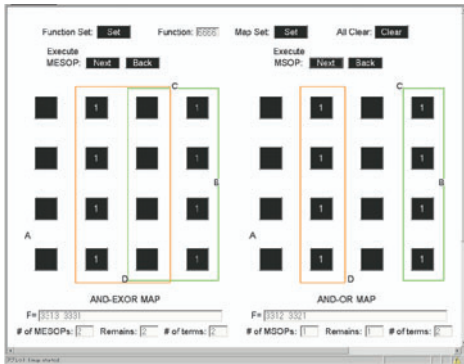 Function Set: Set Function: 6666 Map Set: Set All Clear: Clear
Execute Execute
MESOP: Next Back MSOP: Next Back
C C
1 1 1 1
1 1 1 1
B B
1 1 1 1
A A
1 1 1 1
D D
AND-EXOR MAP AND-OR MAP
F= 3513 3331 F= 3312 3321
# of MESOPs: 2 Remains: 2 # of terms: 2 # of MSOPs: 1 Remains: 1 # of terms: 2